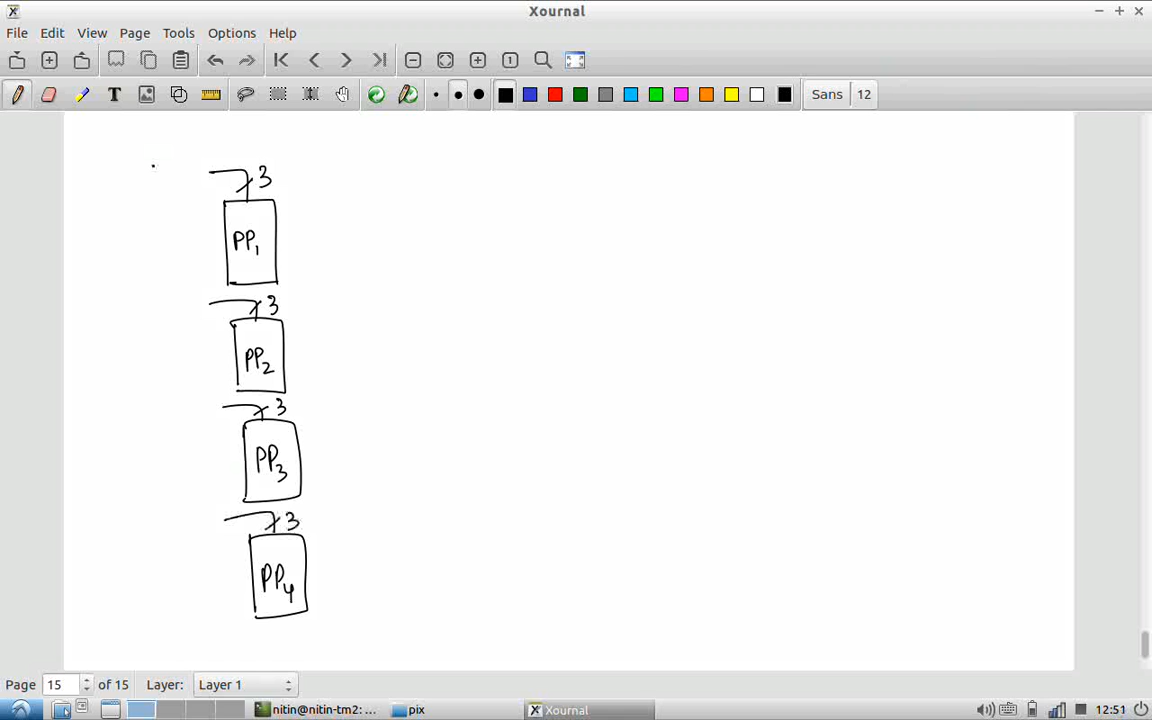 Xournal
File Edit View Page Tools Options Help
Sans 12
3
PP1
3
PP2
3
PP3
3
PP4
Page 15 of 15 Layer: Layer 1
nitin@nitin-tm2: ... pix Xournal 12:51